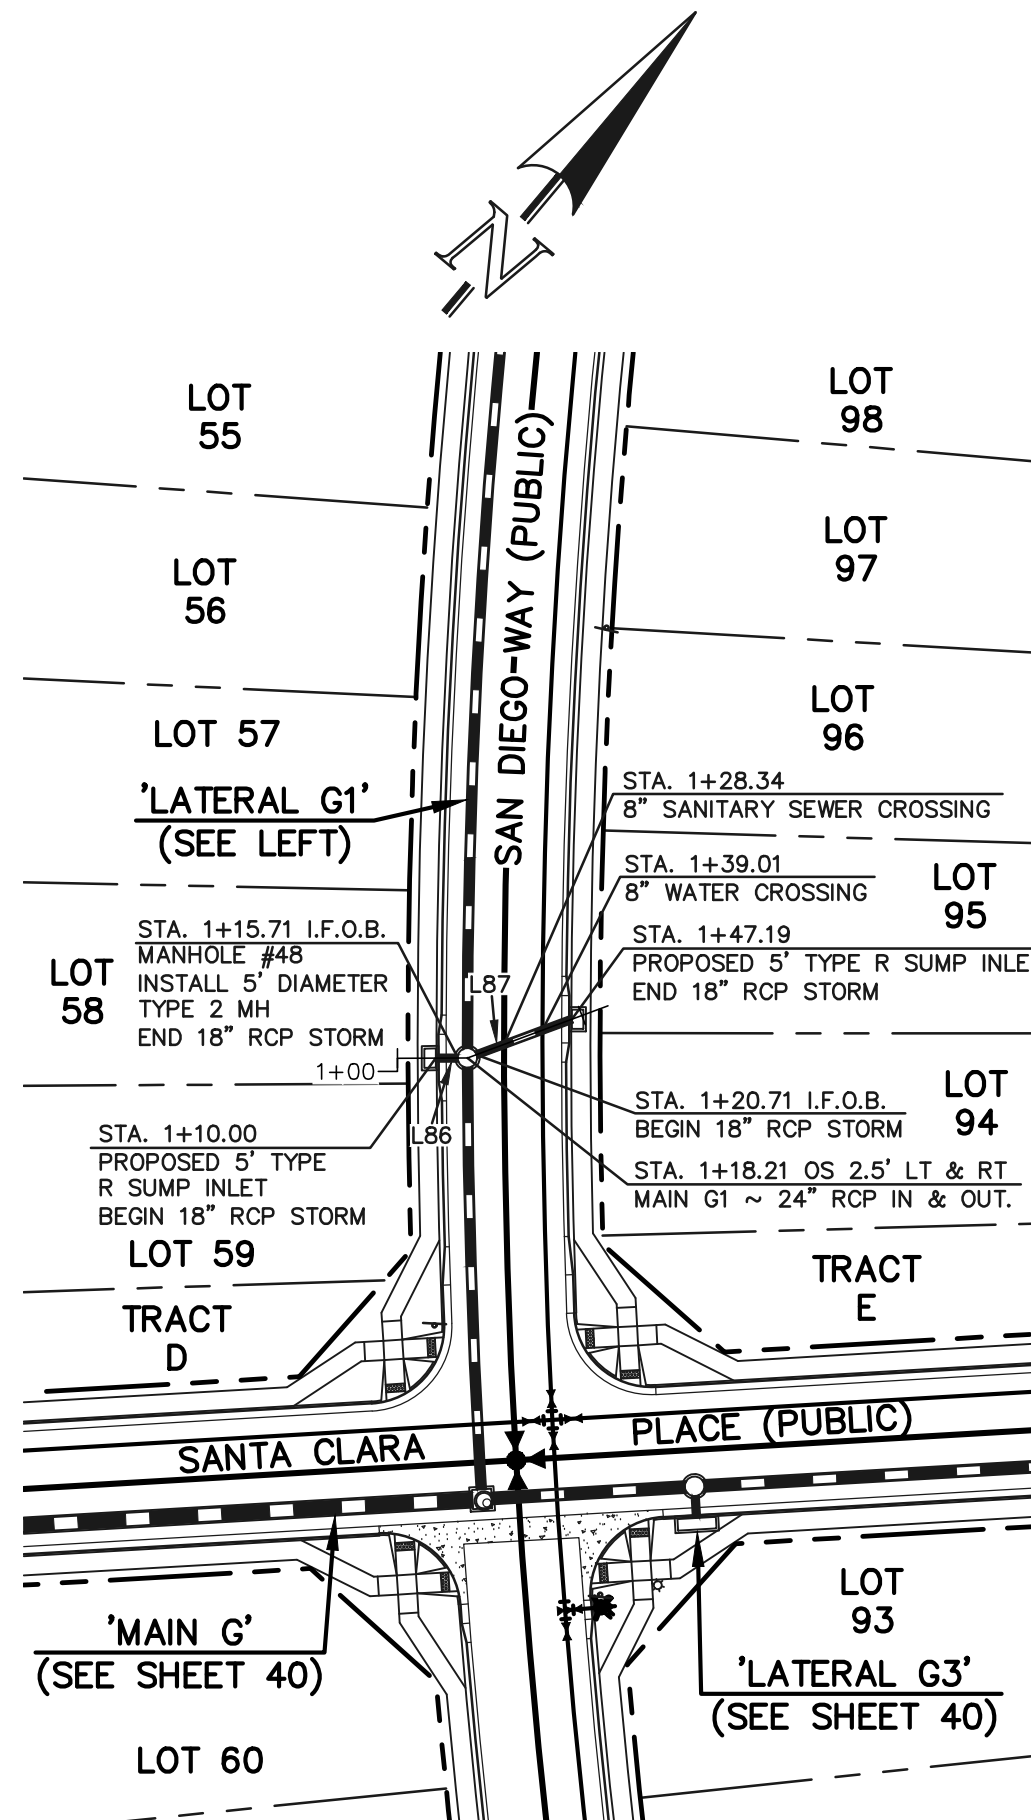 N
LOT
55
LOT
98
SAN DIEGO-WAY (PUBLIC)
LOT
56
LOT
97
LOT 57
LOT
96
'LATERAL G1'
(SEE LEFT)
STA. 1+28.34
8" SANITARY SEWER CROSSING
STA. 1+39.01
8" WATER CROSSING
LOT
95
STA. 1+15.71 I.F.O.B.
MANHOLE #48
INSTALL 5' DIAMETER
TYPE 2 MH
END 18" RCP STORM
LOT
58
STA. 1+47.19
PROPOSED 5' TYPE R SUMP INLE
END 18" RCP STORM
L87
1+00
L86
STA. 1+10.00
PROPOSED 5' TYPE
R SUMP INLET
BEGIN 18" RCP STORM
STA. 1+20.71 I.F.O.B.
BEGIN 18" RCP STORM
LOT
94
STA. 1+18.21 OS 2.5' LT & RT
MAIN G1 ~ 24" RCP IN & OUT.
LOT 59
TRACT
D
TRACT
E
SANTA CLARA PLACE (PUBLIC)
'MAIN G'
(SEE SHEET 40)
LOT
93
'LATERAL G3'
(SEE SHEET 40)
LOT 60